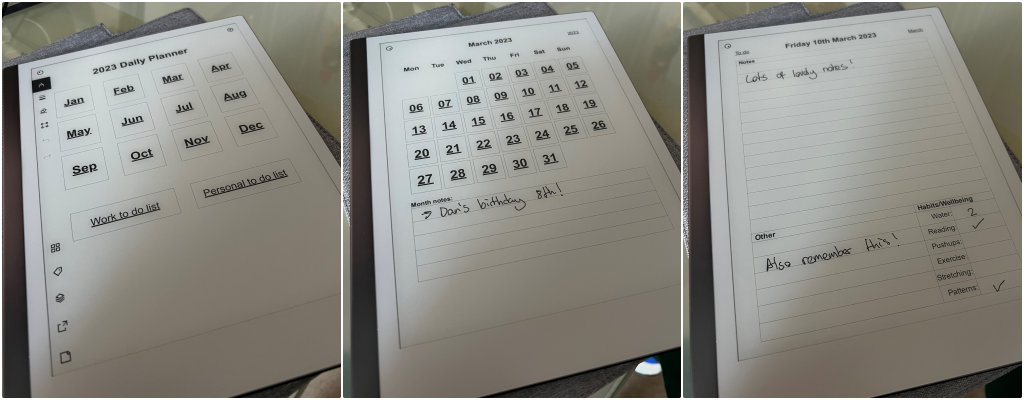 2023 Daily Planner
Jan Feb Mar Apr
May Jun Jul Aug
Sep Oct Nov Dec
Work to do list Personal to do list
March 2023
2023
Mon Tue Wed Thu Fri Sat Sun
01 02 03 04 05
06 07 08 09 10 11 12
13 14 15 16 17 18 19
20 21 22 23 24 25 26
27 28 29 30 31
Month notes:
→ Dan's birthday 8th!
Friday 10th March 2023
To do
March
Notes
Lots of lovely notes!
Other
Also remember this!
Habits/Wellbeing
Water: 2
Reading: ✓
Pushups:
Exercise:
Stretching:
Patterns: ✓